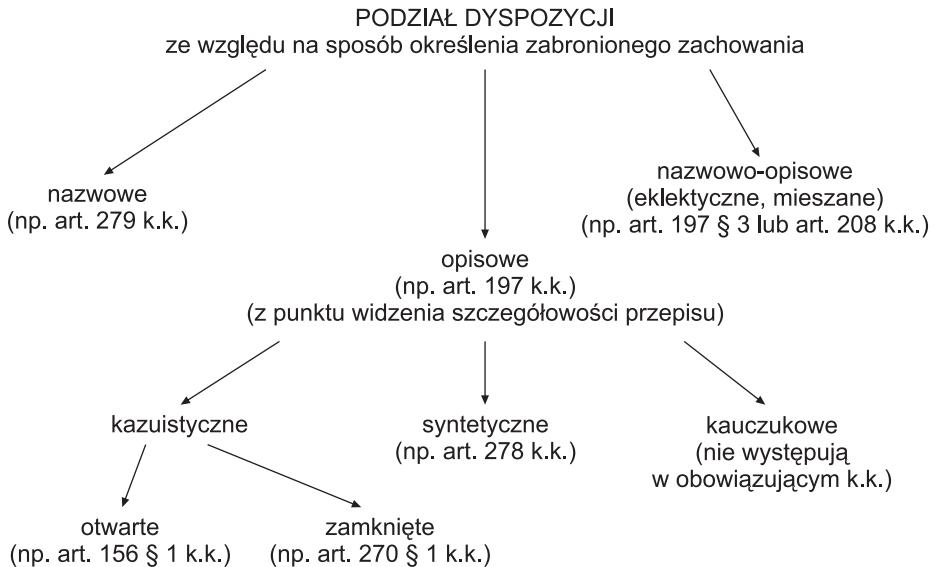 PODZIAŁ DYSPOZYCJI
ze względu na sposób określenia zabronionego zachowania
nazwowe
(np. art. 279 k.k.)
nazwowo-opisowe
(eklektyczne, mieszane)
(np. art. 197 § 3 lub art. 208 k.k.)
opisowe
(np. art. 197 k.k.)
(z punktu widzenia szczegółowości przepisu)
kazuistyczne
syntetyczne
(np. art. 278 k.k.)
kauczukowe
(nie występują
w obowiązującym k.k.)
otwarte
(np. art. 156 § 1 k.k.)
zamknięte
(np. art. 270 § 1 k.k.)